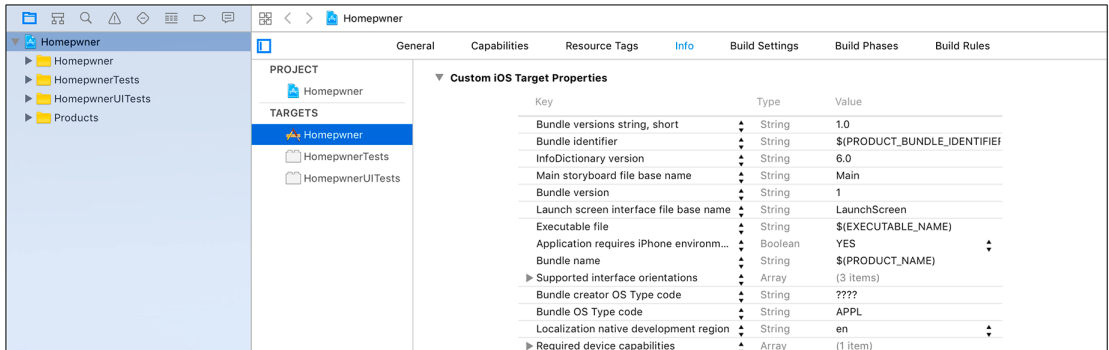 Homepwner
Homepwner
Homepwner
HomepwnerTests
HomepwnerUITests
Products
General Capabilities Resource Tags Info Build Settings Build Phases Build Rules
PROJECT
Homepwner
TARGETS
Homepwner
HomepwnerTests
HomepwnerUITests
Custom iOS Target Properties
Key Type Value
Bundle versions string, short String 1.0
Bundle identifier String $(PRODUCT_BUNDLE_IDENTIFIER
InfoDictionary version String 6.0
Main storyboard file base name String Main
Bundle version String 1
Launch screen interface file base name String LaunchScreen
Executable file String $(EXECUTABLE_NAME)
Application requires iPhone environm... Boolean YES
Bundle name String $(PRODUCT_NAME)
Supported interface orientations Array (3 items)
Bundle creator OS Type code String ????
Bundle OS Type code String APPL
Localization native development region String en
Required device capabilities Array (1 item)